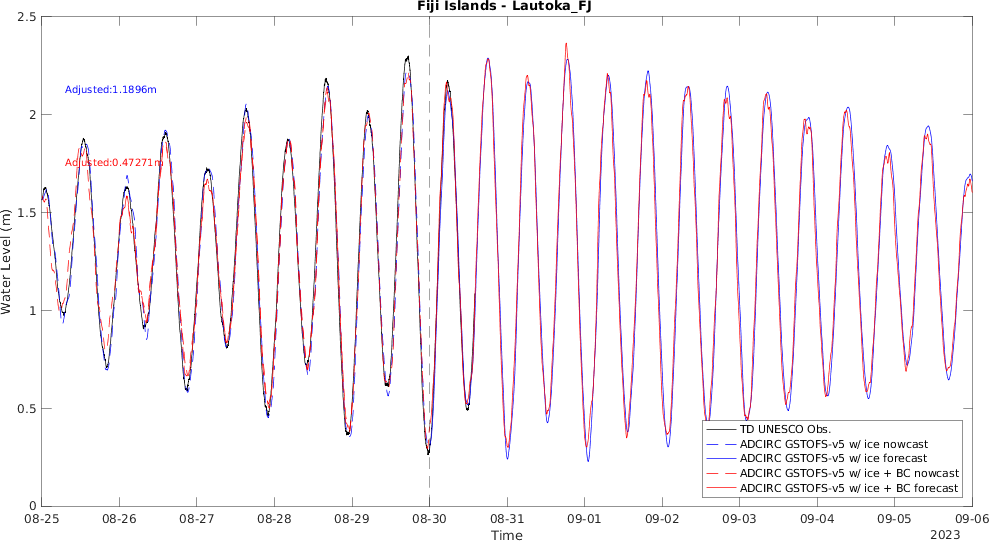 Fiji Islands - Lautoka_FJ
2.5
2
1.5
1
0.5
0
Water Level (m)
Adjusted:1.1896m
Adjusted:0.47271m
TD UNESCO Obs.
ADCIRC GSTOFS-v5 w/ ice nowcast
ADCIRC GSTOFS-v5 w/ ice forecast
ADCIRC GSTOFS-v5 w/ ice + BC nowcast
ADCIRC GSTOFS-v5 w/ ice + BC forecast
08-25 08-26 08-27 08-28 08-29 08-30 08-31 09-01 09-02 09-03 09-04 09-05 09-06
Time
2023